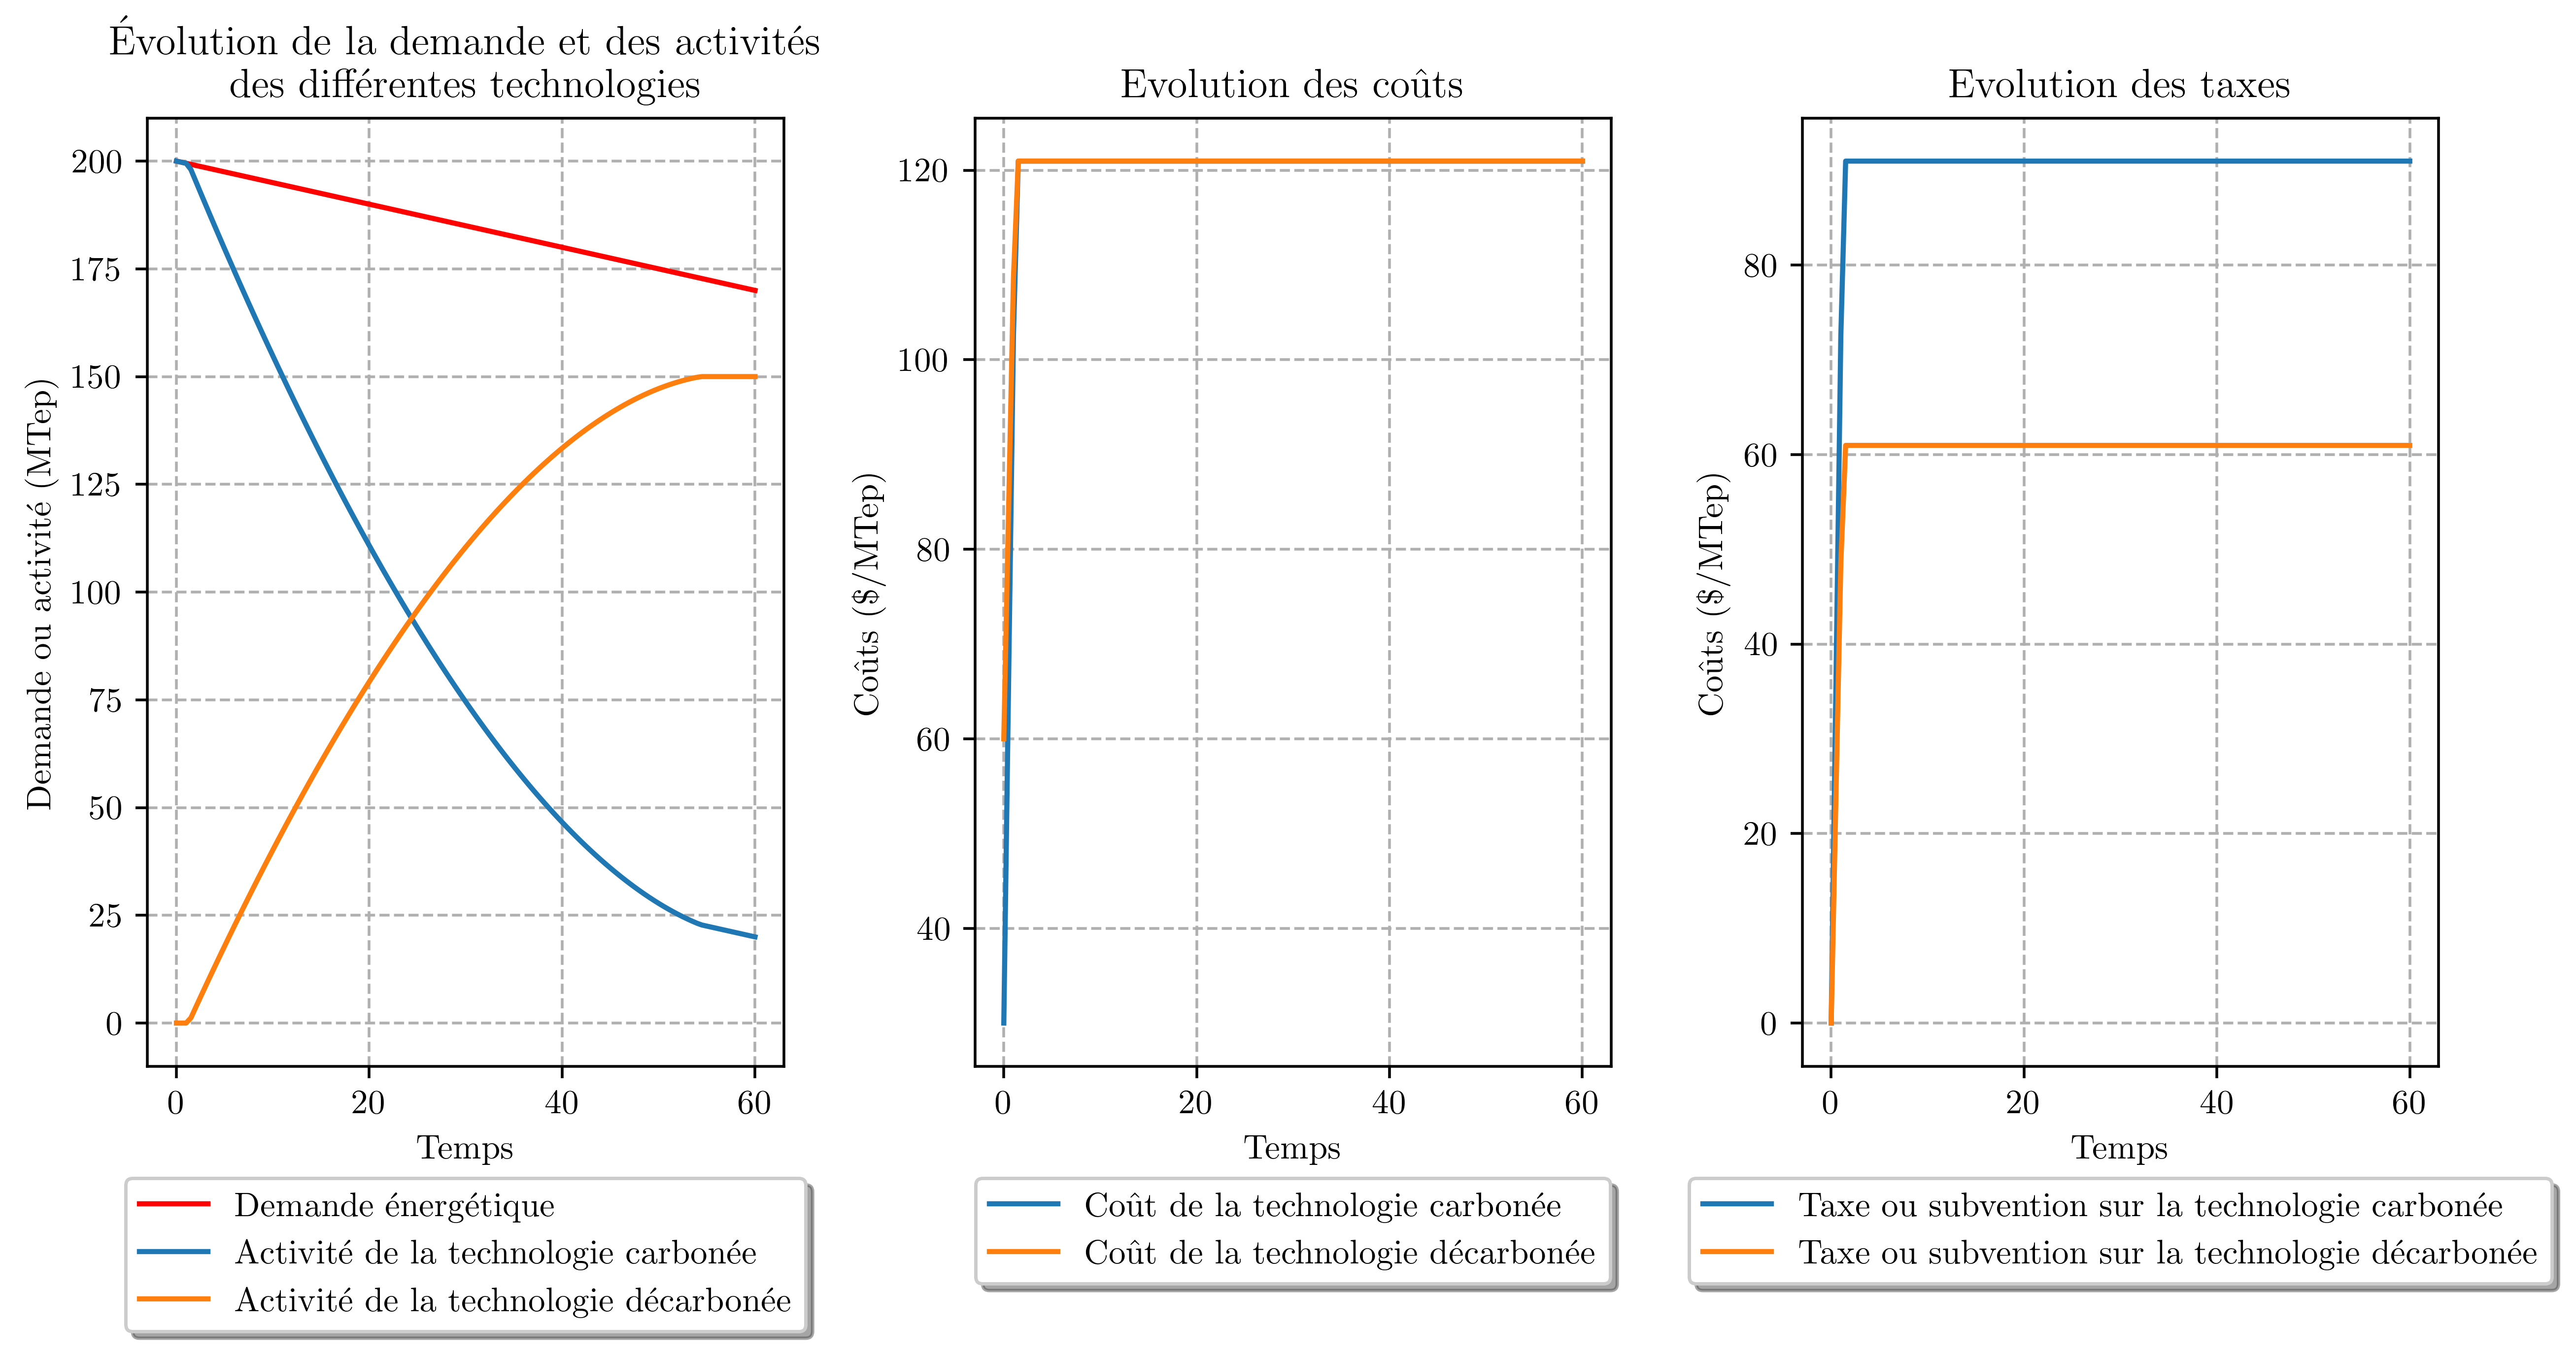 Évolution de la demande et des activités
des différentes technologies
Demande ou activité (MTep)
200
175
150
125
100
75
50
25
0
0 20 40 60
Temps
Demande énergétique
Activité de la technologie carbonée
Activité de la technologie décarbonée
Evolution des coûts
Coûts ($/MTep)
120
100
80
60
40
0 20 40 60
Temps
Coût de la technologie carbonée
Coût de la technologie décarbonée
Evolution des taxes
Coûts ($/MTep)
80
60
40
20
0
0 20 40 60
Temps
Taxe ou subvention sur la technologie carbonée
Taxe ou subvention sur la technologie décarbonée